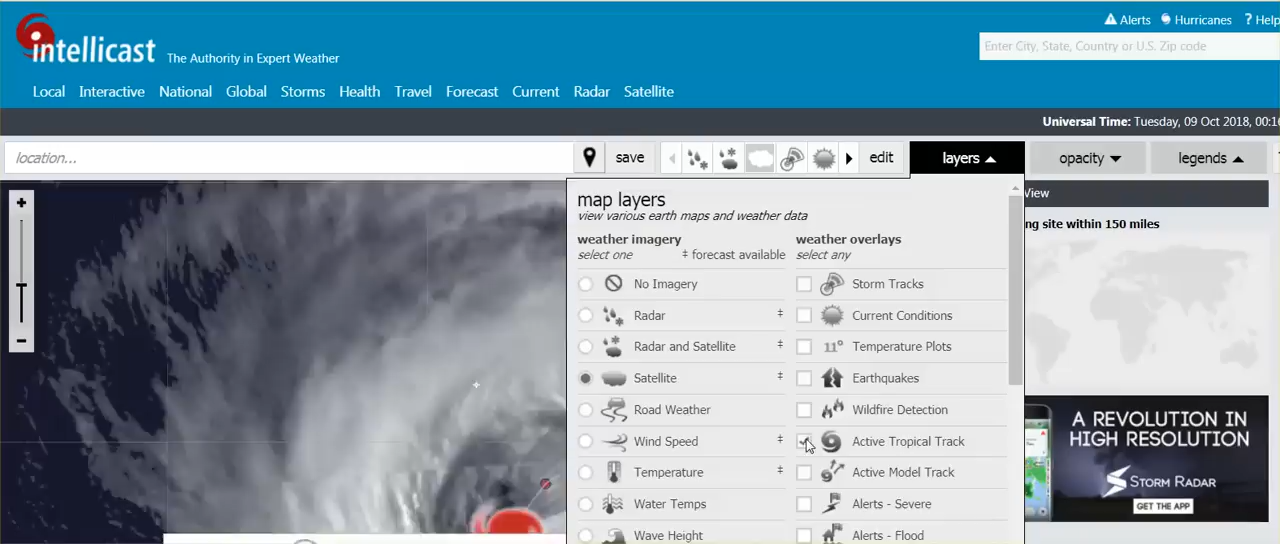 Alerts Hurricanes ? Help
intellicast The Authority in Expert Weather
Enter City, State, Country or U.S. Zip code
Local Interactive National Global Storms Health Travel Forecast Current Radar Satellite
Universal Time: Tuesday, 09 Oct 2018, 00:16
location... save edit layers opacity legends
View
map layers
view various earth maps and weather data
ng site within 150 miles
weather imagery
select one ‡ forecast available
weather overlays
select any
No Imagery
Radar ‡
Radar and Satellite ‡
Satellite ‡
Road Weather
Wind Speed ‡
Temperature ‡
Water Temps
Wave Height
Storm Tracks
Current Conditions
11° Temperature Plots
Earthquakes
Wildfire Detection
Active Tropical Track
Active Model Track
Alerts - Severe
Alerts - Flood
A REVOLUTION IN
HIGH RESOLUTION
STORM RADAR
GET THE APP